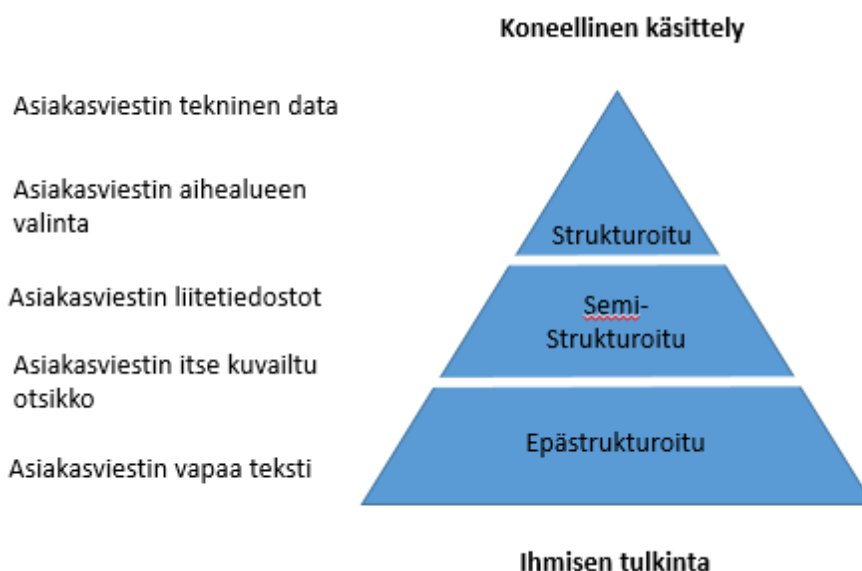 Koneellinen käsittely
Asiakasviestin tekninen data
Asiakasviestin aihealueen
valinta
Strukturoitu
Asiakasviestin liitetiedostot
Semi-
Strukturoitu
Asiakasviestin itse kuvailtu
otsikko
Epästrukturoitu
Asiakasviestin vapaa teksti
Ihmisen tulkinta